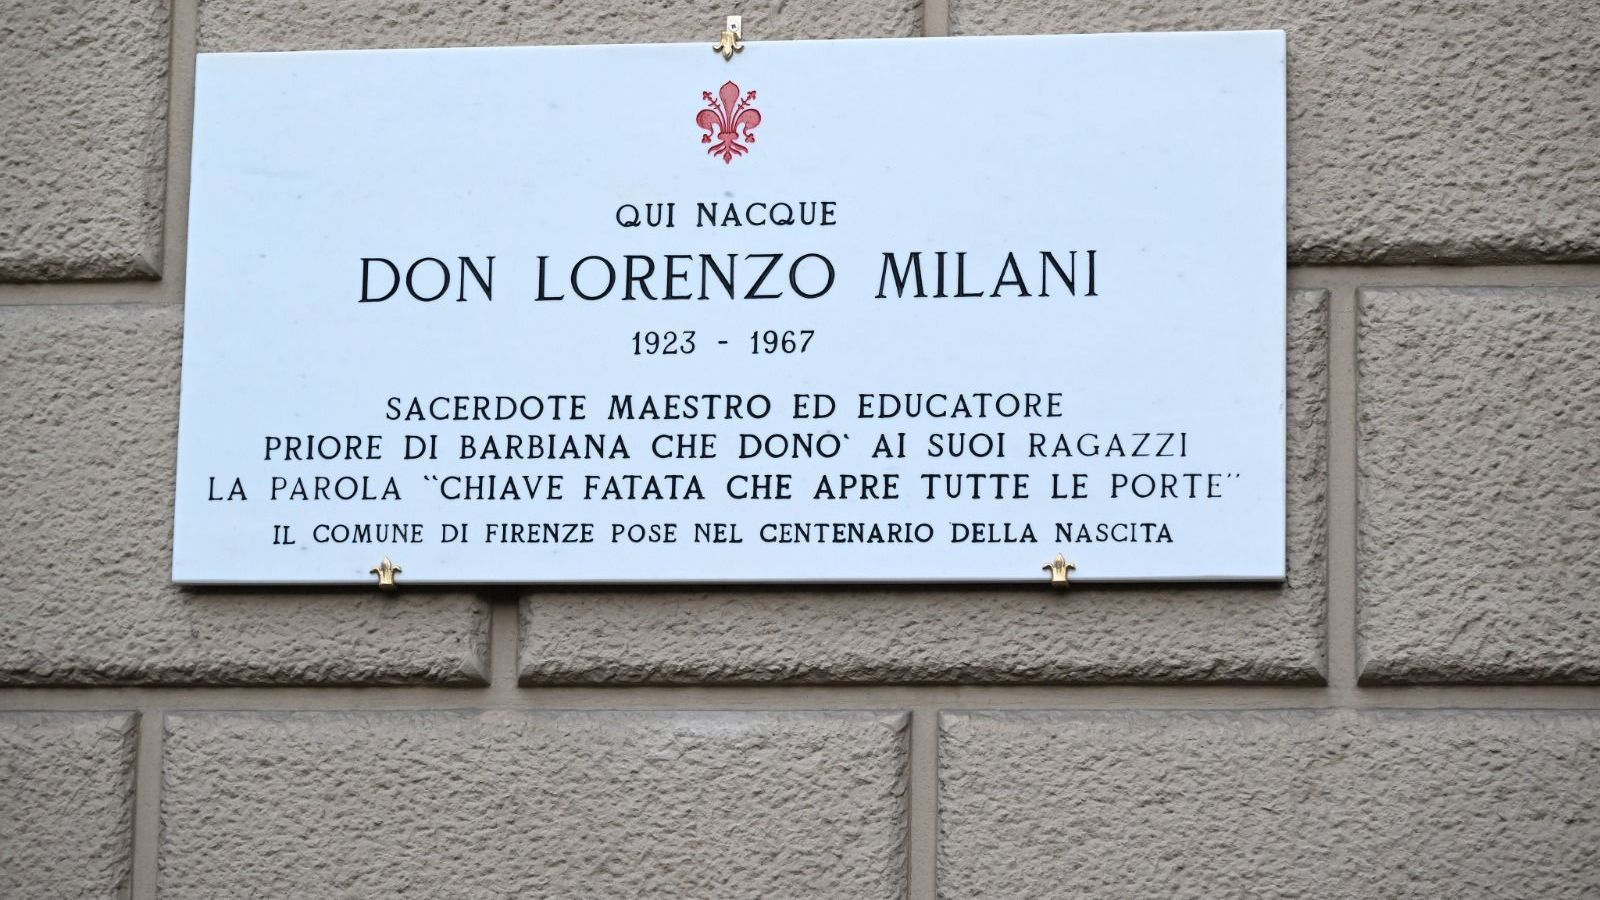 QUI NACQUE
DON LORENZO MILANI
1923 - 1967
SACERDOTE MAESTRO ED EDUCATORE
PRIORE DI BARBIANA CHE DONO` AI SUOI RAGAZZI
LA PAROLA "CHIAVE FATATA CHE APRE TUTTE LE PORTE"
IL COMUNE DI FIRENZE POSE NEL CENTENARIO DELLA NASCITA